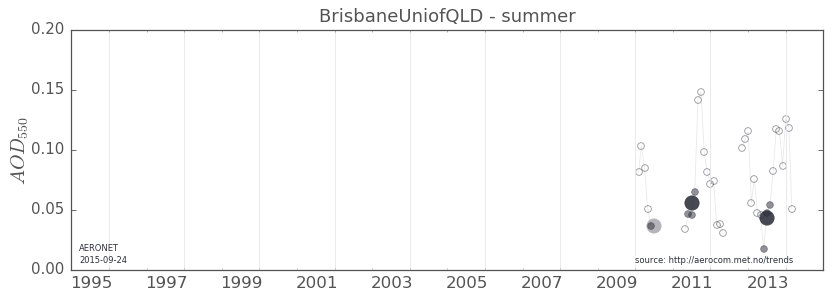 BrisbaneUniofQLD - summer
0.20
0.15
0.10
0.05
0.00
AOD550
AERONET
2015-09-24
source: http://aerocom.met.no/trends
1995 1997 1999 2001 2003 2005 2007 2009 2011 2013